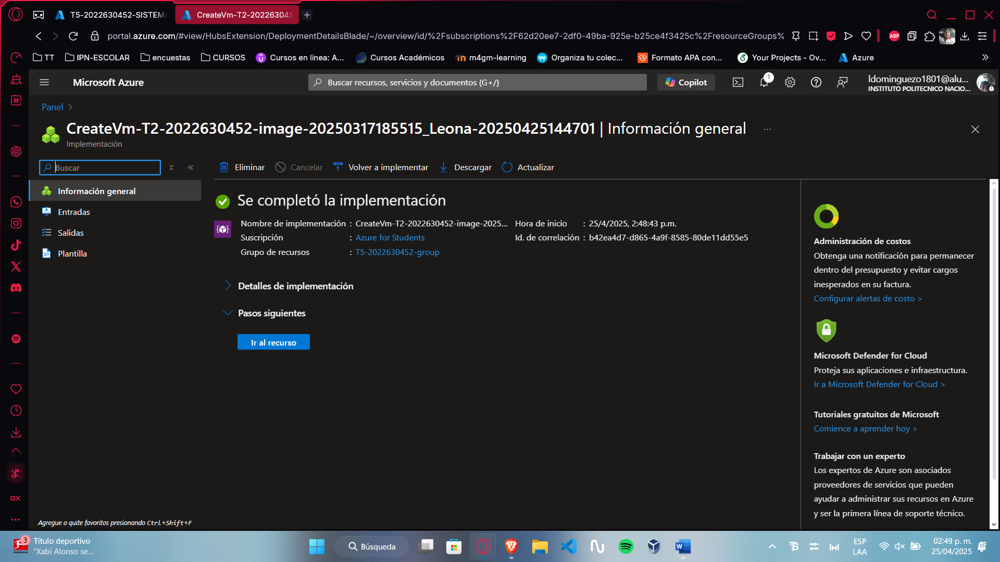 T5-2022630452-SISTEMA
CreateVm-T2-202263045
portal.azure.com/#view/HubsExtension/DeploymentDetailsBlade/~/overview/id/%2Fsubscriptions%2F62d20ee7-2df0-49ba-925e-b25ce4f3425c%2FresourceGroups%
ABP
TT
IPN-ESCOLAR
encuestas
CURSOS
Cursos en línea: A...
Cursos Académicos
m4gm-learning
Organiza tu colec...
Formato APA con...
Your Projects - Ov...
Azure
Microsoft Azure
Buscar recursos, servicios y documentos (G+/)
Copilot
1
ldominguezo1801@alu...
INSTITUTO POLITECNICO NACIO...
Panel
CreateVm-T2-2022630452-image-20250317185515_Leona-20250425144701 | Información general
Implementación
Buscar
Información general
Entradas
Salidas
Plantilla
Eliminar
Cancelar
Volver a implementar
Descargar
Actualizar
Se completó la implementación
Nombre de implementación : CreateVm-T2-2022630452-image-2025...
Suscripción : Azure for Students
Grupo de recursos : T5-2022630452-group
Hora de inicio : 25/4/2025, 2:48:43 p.m.
Id. de correlación : b42ea4d7-d865-4a9f-8585-80de11dd55e5
Detalles de implementación
Pasos siguientes
Ir al recurso
Administración de costos
Obtenga una notificación para permanecer
dentro del presupuesto y evitar cargos
inesperados en su factura.
Configurar alertas de costo >
Microsoft Defender for Cloud
Proteja sus aplicaciones e infraestructura.
Ir a Microsoft Defender for Cloud >
Tutoriales gratuitos de Microsoft
Comience a aprender hoy >
Trabajar con un experto
Los expertos de Azure son asociados
proveedores de servicios que pueden
ayudar a administrar sus recursos en Azure
y ser la primera línea de soporte técnico.
GX
Agregue o quite favoritos presionando Ctrl+Shift+F
3
Título deportivo
"Xabi Alonso se...
Búsqueda
ESP
LAA
02:49 p. m.
25/04/2025